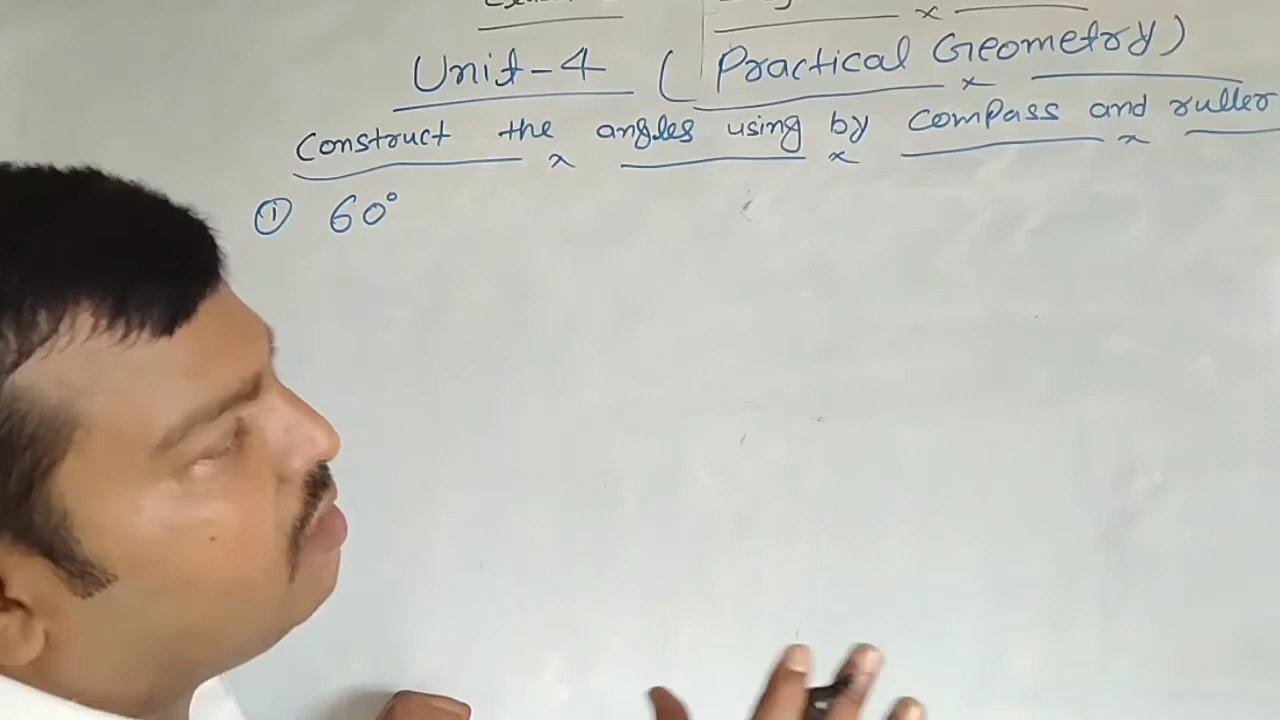 Unit-4 (Practical Geometry)
Construct the angles using by compass and ruller
① 60°